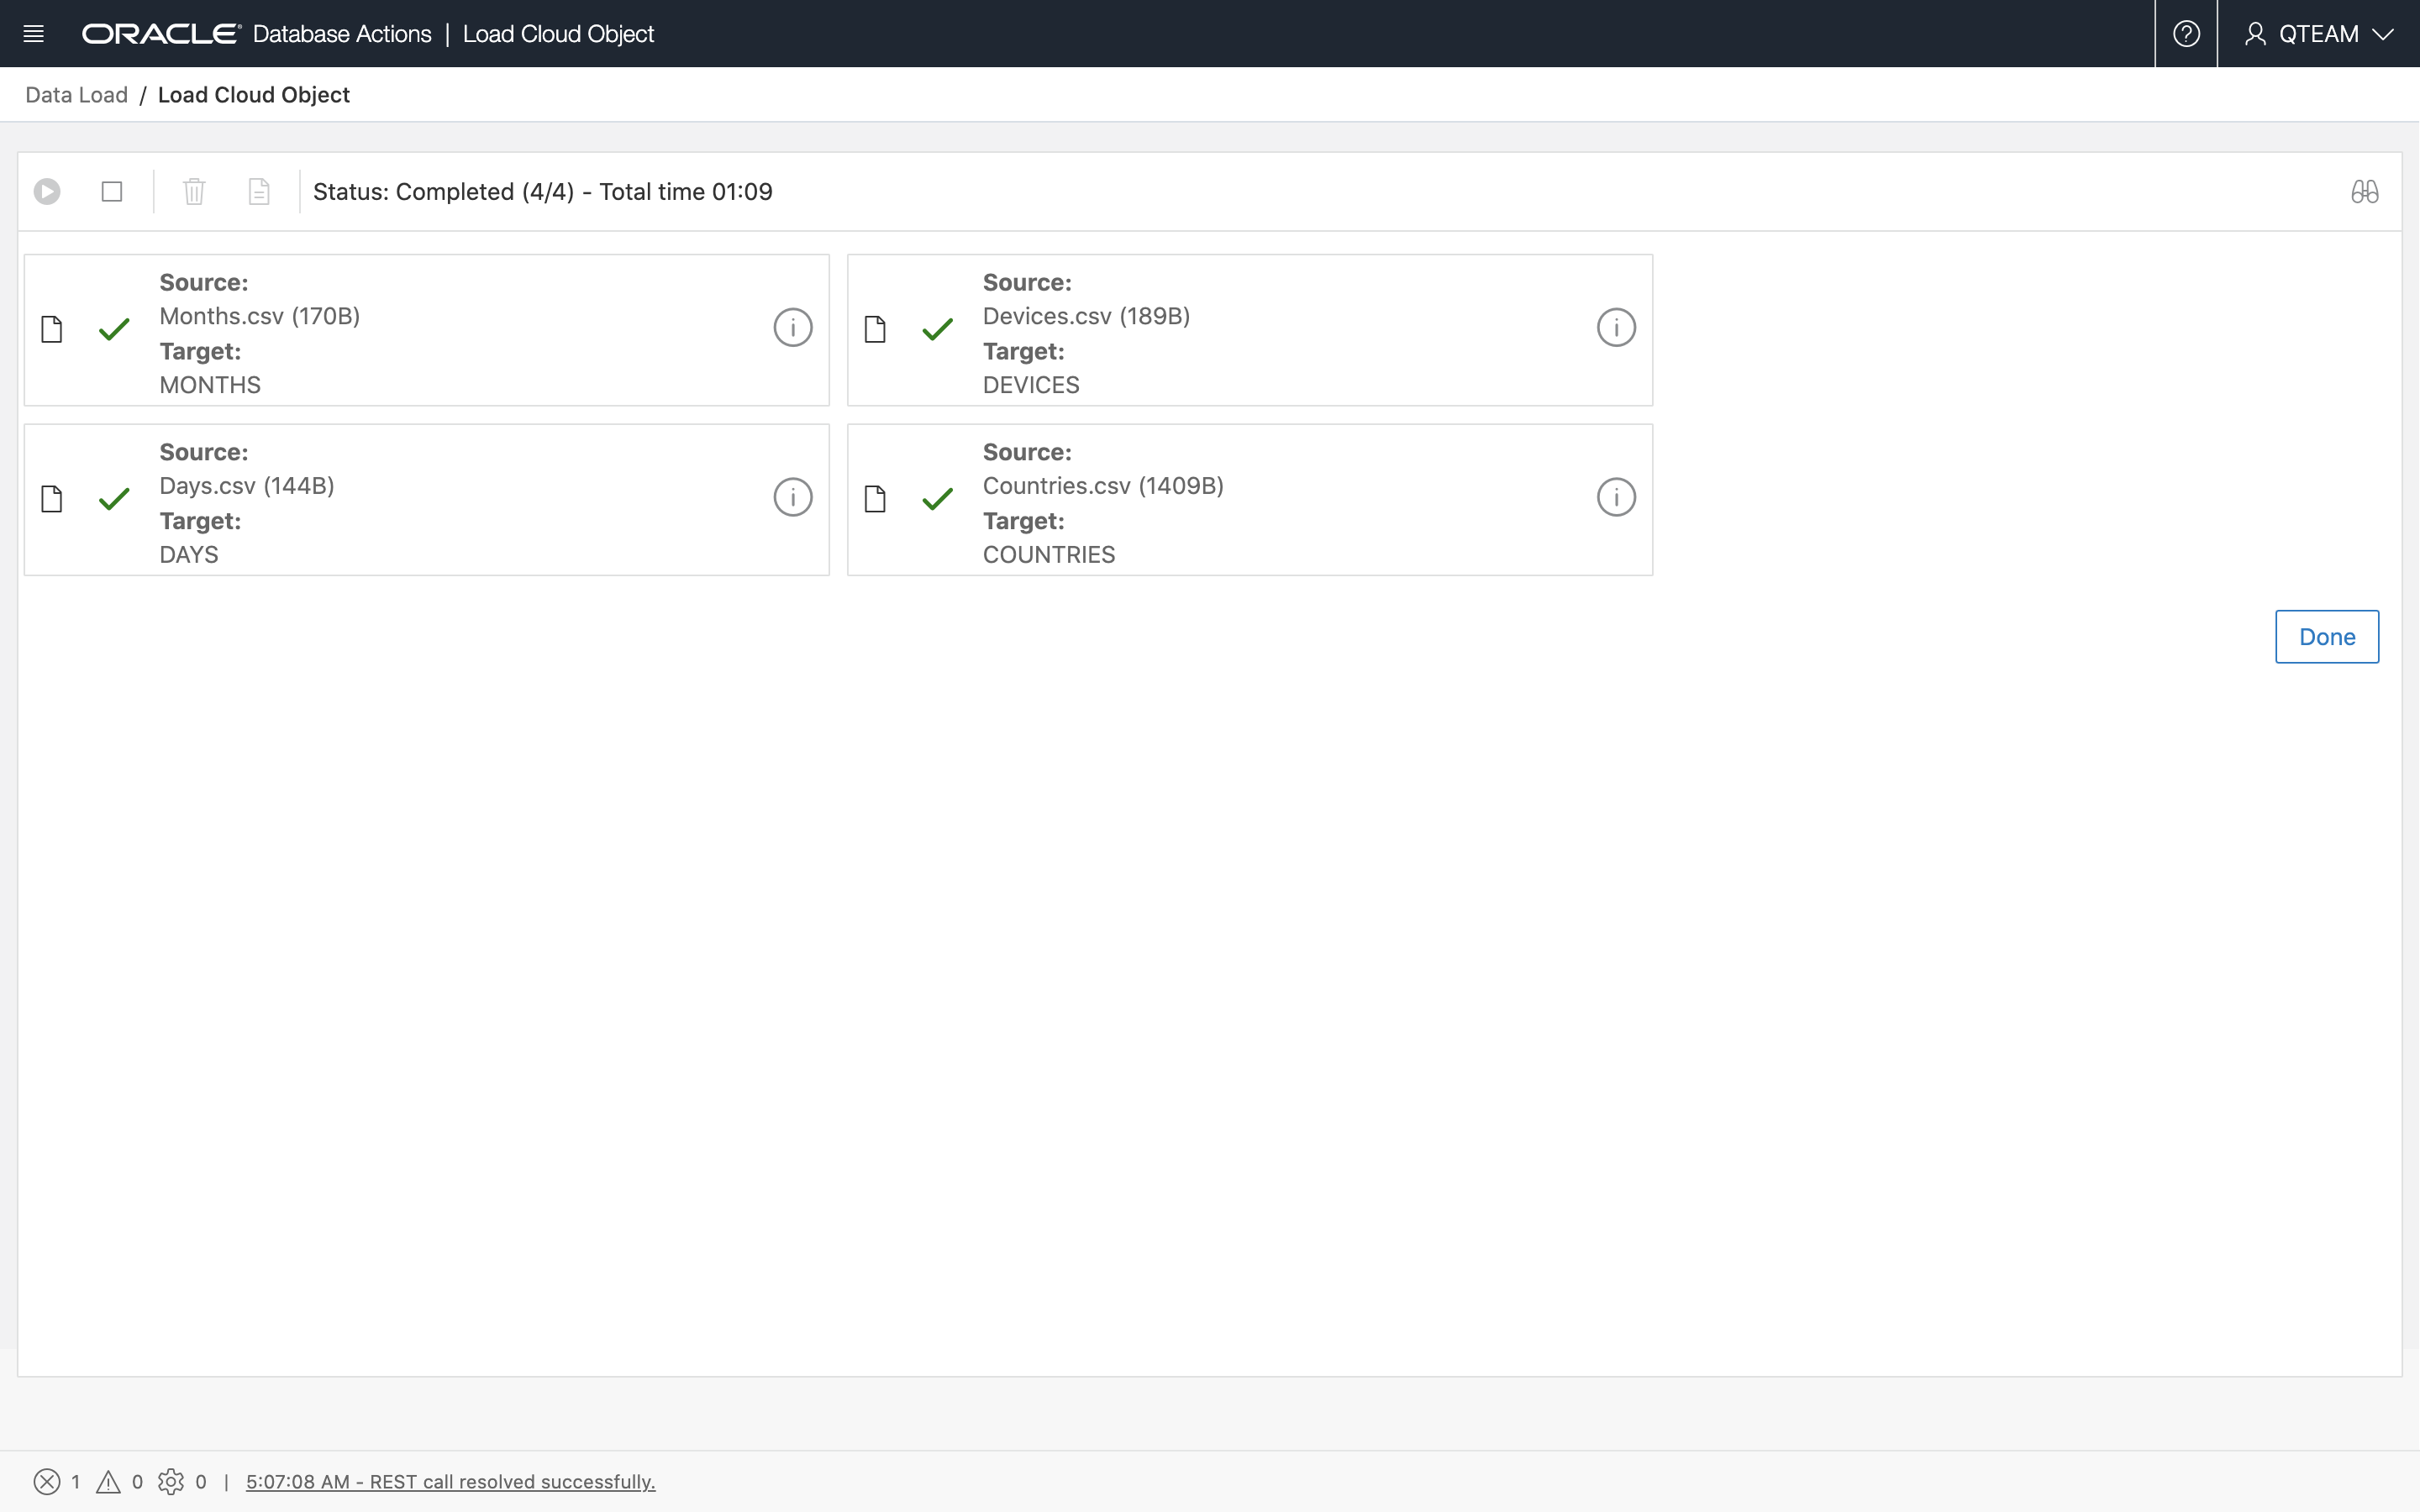 ORACLE Database Actions | Load Cloud Object
QTEAM
Data Load / Load Cloud Object
Status: Completed (4/4) - Total time 01:09
Source:
Months.csv (170B)
Target:
MONTHS
Source:
Devices.csv (189B)
Target:
DEVICES
Source:
Days.csv (144B)
Target:
DAYS
Source:
Countries.csv (1409B)
Target:
COUNTRIES
Done
1 0 0 | 5:07:08 AM - REST call resolved successfully.